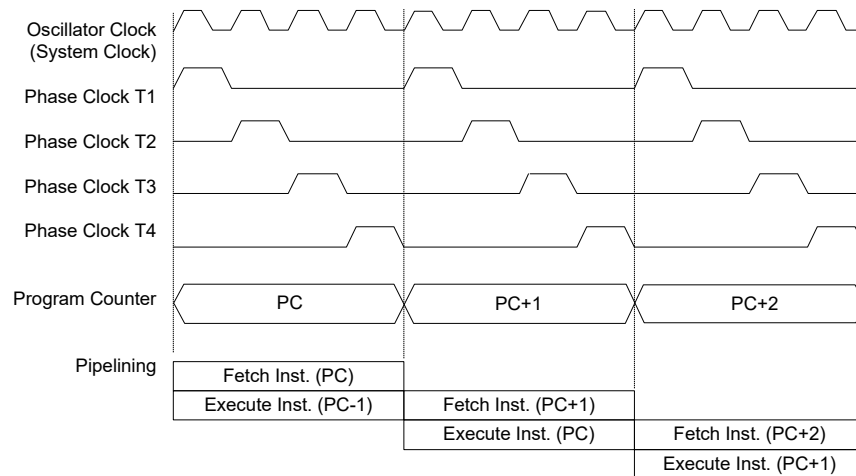 Oscillator Clock
(System Clock)
Phase Clock T1
Phase Clock T2
Phase Clock T3
Phase Clock T4
Program Counter
PC
PC+1
PC+2
Pipelining
Fetch Inst. (PC)
Execute Inst. (PC-1)
Fetch Inst. (PC+1)
Execute Inst. (PC)
Fetch Inst. (PC+2)
Execute Inst. (PC+1)